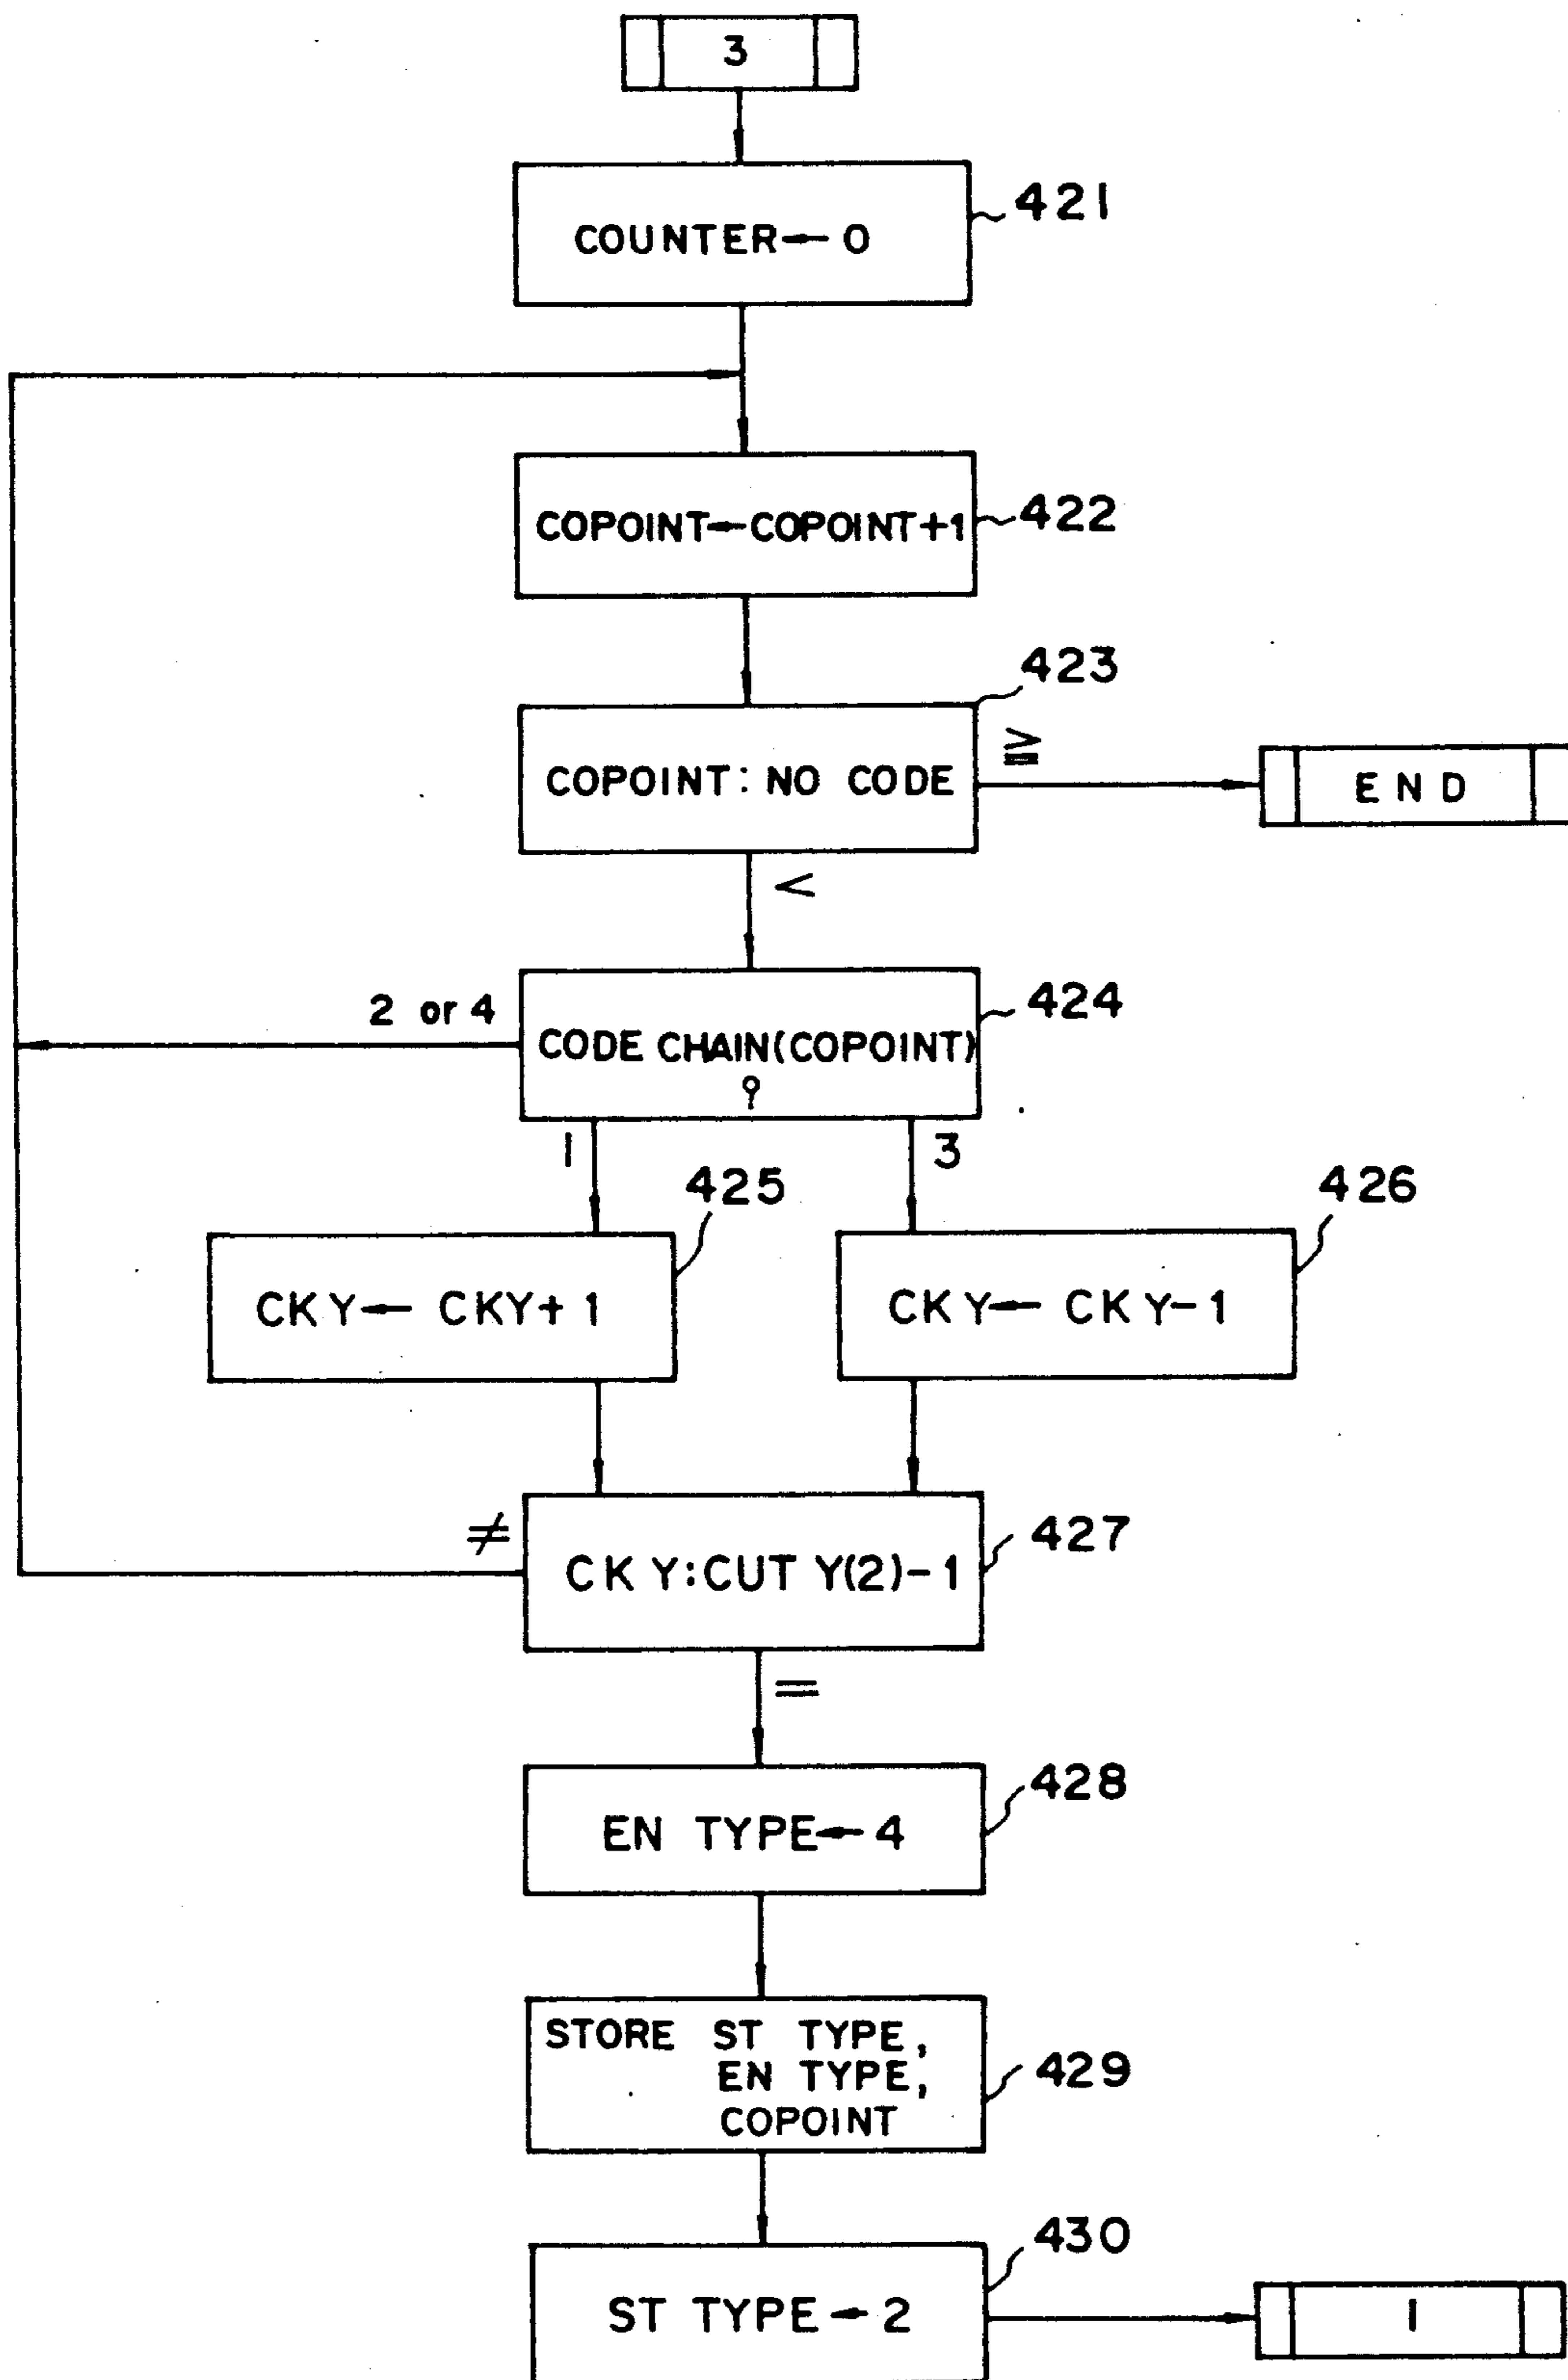 3
421
COUNTER ← 0
422
COPOINT←COPOINT+1
423
COPOINT : NO CODE
≧
END
<
424
2 or 4
CODE CHAIN(COPOINT)
?
1
3
425
426
CKY ← CKY+1
CKY ← CKY-1
427
≠
CKY:CUT Y(2)-1
=
428
EN TYPE ← 4
STORE ST TYPE,
EN TYPE,
COPOINT
429
430
ST TYPE ← 2
1